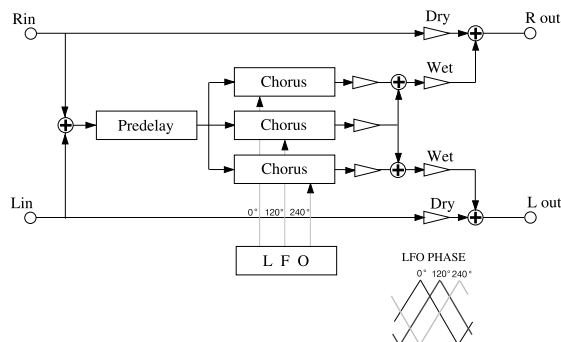 Rin
Dry
R out
Wet
Chorus
Predelay
Chorus
Chorus
Wet
Lin
0° 120° 240°
Dry
L out
L F O
LFO PHASE
0° 120° 240°